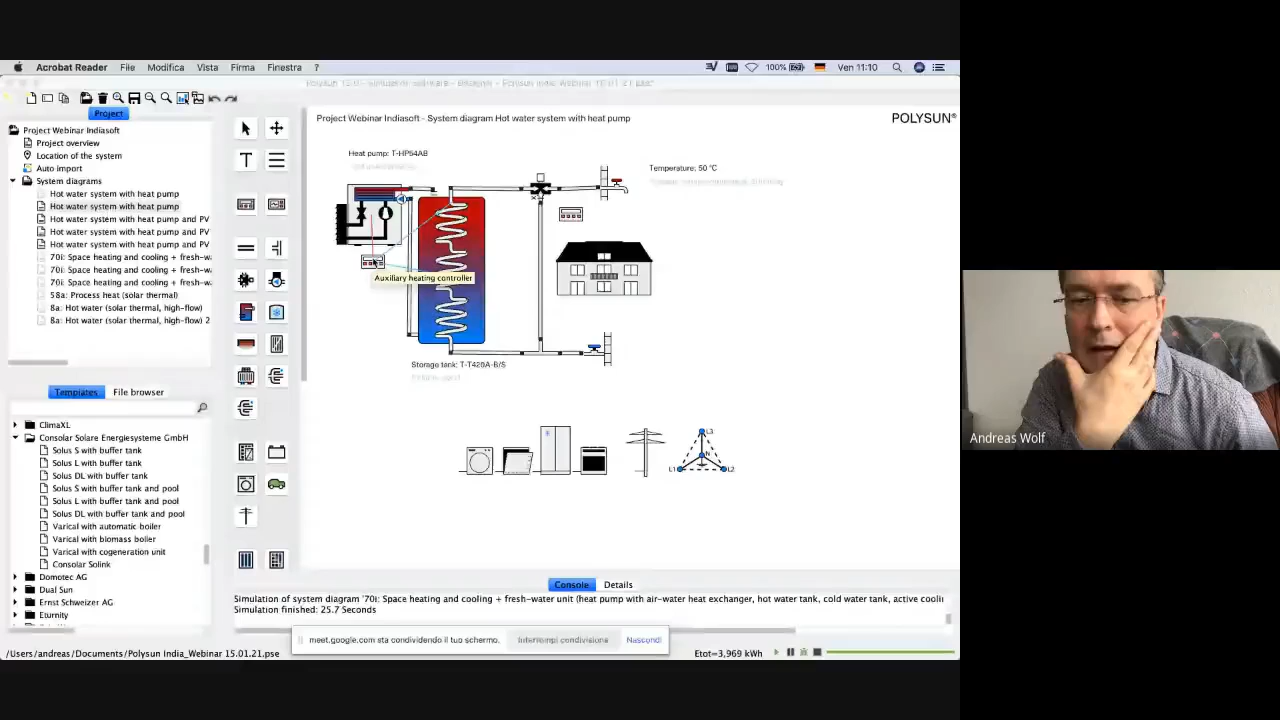 Acrobat Reader File Modifica Vista Firma Finestra ?
100% Ven 11:10
Project
Project Webinar Indiasoft
Project overview
Location of the system
Auto import
System diagrams
Hot water system with heat pump
Hot water system with heat pump
Hot water system with heat pump and PV
Hot water system with heat pump and PV
Hot water system with heat pump and PV
70i: Space heating and cooling + fresh-wa
70i: Space heating and cooling + fresh-wa
70i: Space heating and cooling + fresh-wa
58a: Process heat (solar thermal)
8a: Hot water (solar thermal, high-flow)
8a: Hot water (solar thermal, high-flow) 2
Templates File browser
ClimaXL
Consolar Solare Energiesysteme GmbH
Solus S with buffer tank
Solus L with buffer tank
Solus DL with buffer tank
Solus S with buffer tank and pool
Solus L with buffer tank and pool
Solus DL with buffer tank and pool
Varical with automatic boiler
Varical with biomass boiler
Varical with cogeneration unit
Consolar Solink
Domotec AG
Dual Sun
Ernst Schweizer AG
Eturnity
T
Project Webinar Indiasoft - System diagram Hot water system with heat pump
POLYSUN®
Heat pump: T-HP54AB
Temperature: 50 °C
Auxiliary heating controller
Storage tank: T-T420A-B/S
L3
N
L1 L2
Console Details
Simulation of system diagram '70i: Space heating and cooling + fresh-water unit (heat pump with air-water heat exchanger, hot water tank, cold water tank, active cooli
Simulation finished: 25.7 Seconds
meet.google.com sta condividendo il tuo schermo. Interrompi condivisione Nascondi
/Users/andreas/Documents/Polysun India_Webinar 15.01.21.pse
Etot=3,969 kWh
Andreas Wolf